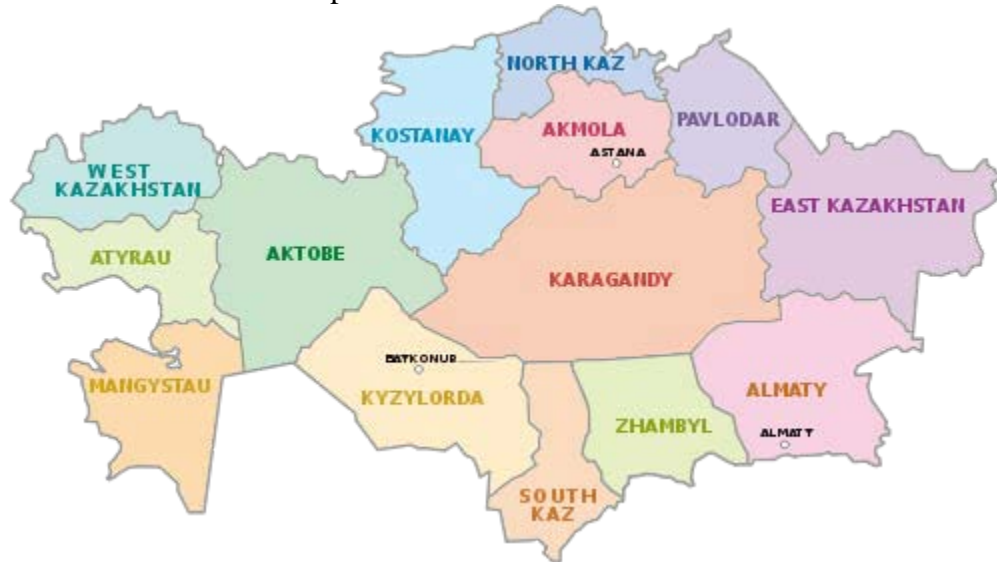 NORTH KAZ
KOSTANAY
AKMOLA
PAVLODAR
ASTANA
WEST
KAZAKHSTAN
EAST KAZAKHSTAN
ATYRAU
AKTOBE
KARAGANDY
BAYKONUR
MANGYSTAU
KYZYLORDA
ALMATY
ZHAMBYL
ALMATY
SOUTH
KAZ